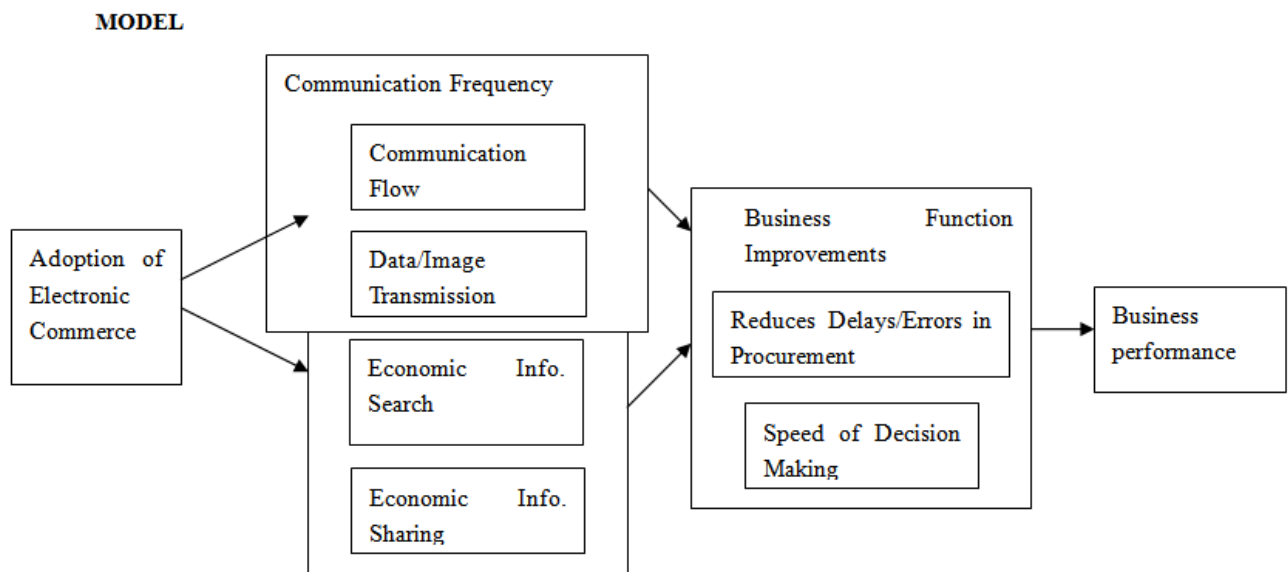 MODEL
Communication Frequency
Communication
Flow
Data/Image
Transmission
Adoption of
Electronic
Commerce
Economic Info.
Search
Economic Info.
Sharing
Business Function
Improvements
Reduces Delays/Errors in
Procurement
Speed of Decision
Making
Business
performance